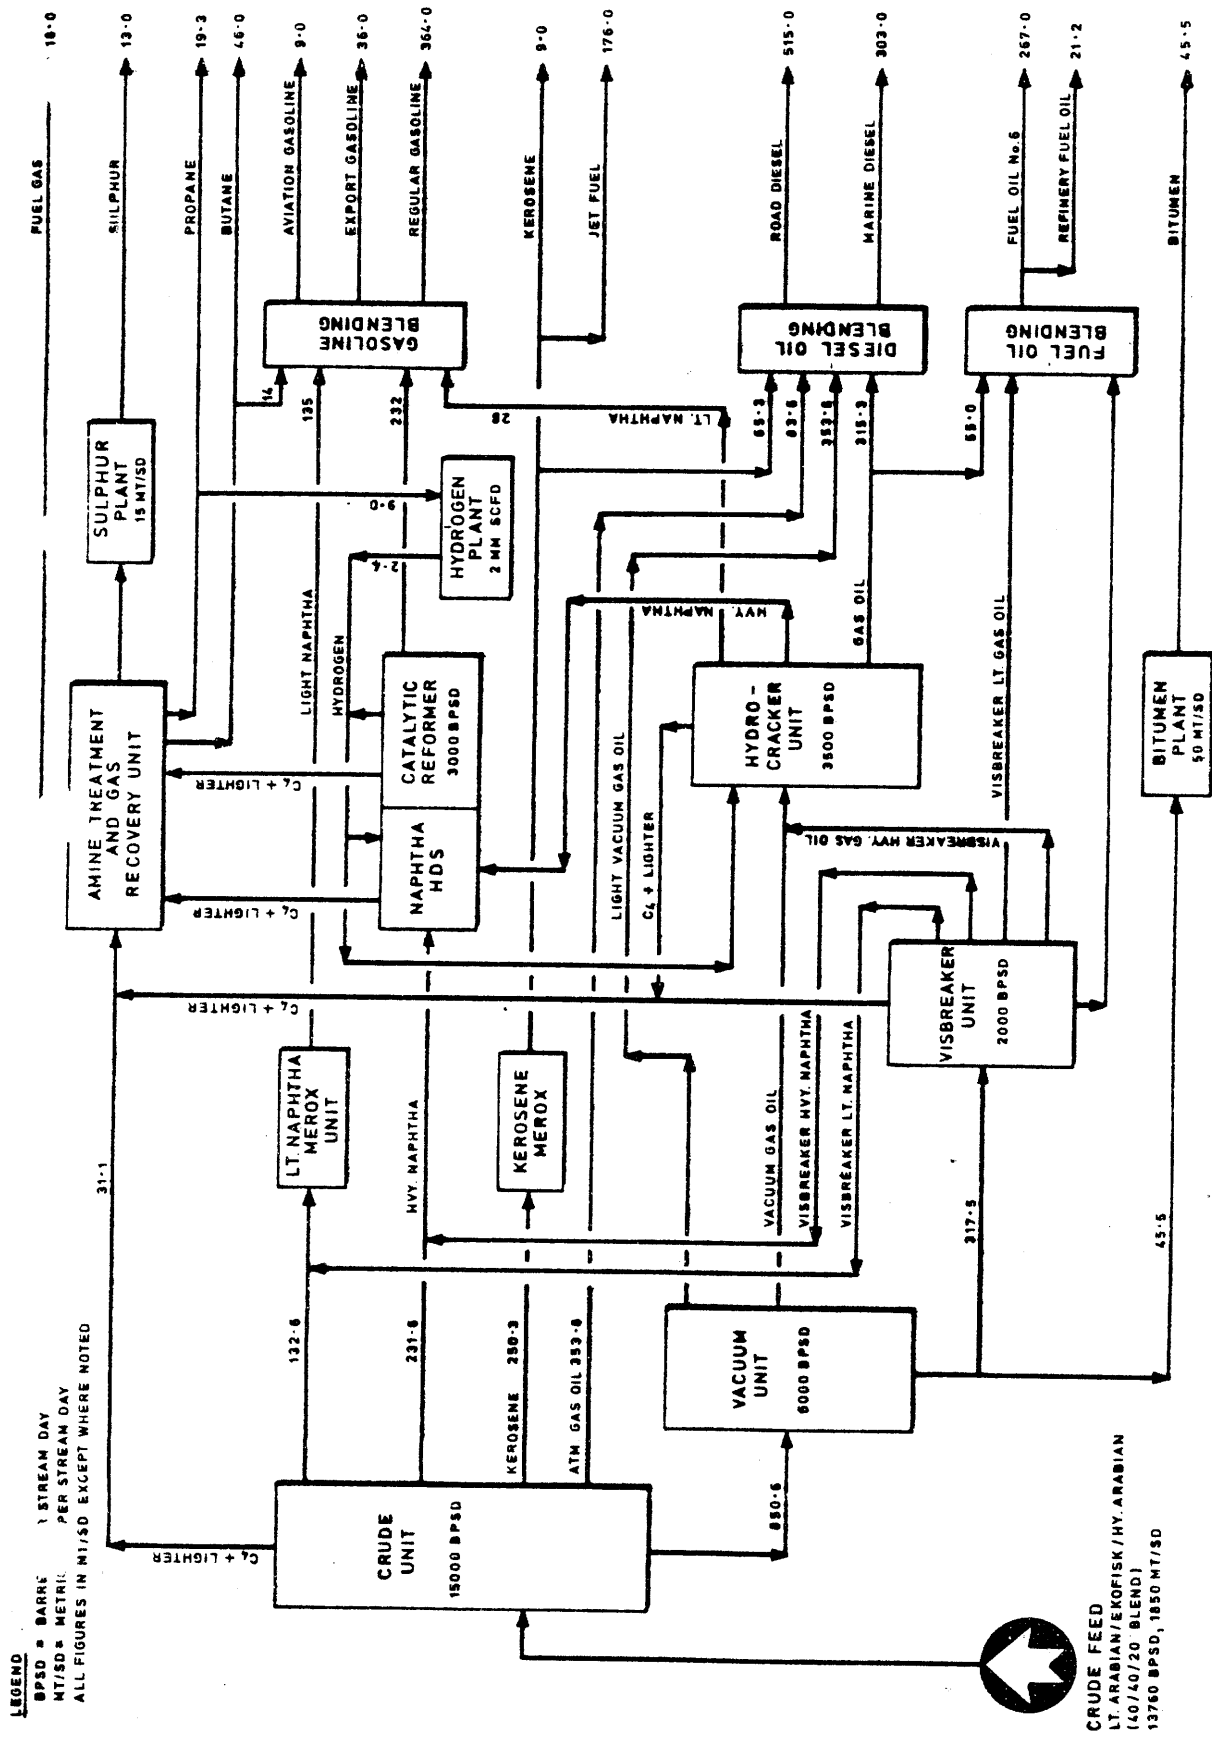 LEGEND
BPSD = BARRE STREAM DAY
MT/SD = METRIC PER STREAM DAY
ALL FIGURES IN MT/SD EXCEPT WHERE NOTED
CRUDE FEED
LT. ARABIAN/EKOFISK/HY. ARABIAN
(40/40/20 BLEND)
13760 BPSD, 1850 MT/SD
CRUDE
UNIT
15000 BPSD
C4 + LIGHTER
31·1
132·6
231·6
KEROSENE 250·3
ATM GAS OIL 353·6
850·6
VACUUM
UNIT
6000 BPSD
317·5
45·5
LT. NAPHTHA
MEROX
UNIT
HVY. NAPHTHA
KEROSENE
MEROX
VACUUM GAS OIL
VISBREAKER HVY. NAPHTHA
VISBREAKER LT. NAPHTHA
VISBREAKER
UNIT
2000 BPSD
C4 + LIGHTER
AMINE TREATMENT
AND GAS
RECOVERY UNIT
C4 + LIGHTER
C4 + LIGHTER
NAPHTHA
HDS
CATALYTIC
REFORMER
3000 BPSD
LIGHT NAPHTHA
HYDROGEN
LIGHT VACUUM GAS OIL
C4 + LIGHTER
HYDRO-
CRACKER
UNIT
3500 BPSD
VISBREAKER HVY. GAS OIL
VISBREAKER LT. GAS OIL
HVY. NAPHTHA
GAS OIL
BITUMEN
PLANT
50 MT/SD
SULPHUR
PLANT
15 MT/SD
HYDROGEN
PLANT
2 MM SCFD
9·0
2·4
14
135
232
28
LT. NAPHTHA
65·3
83·6
353·6
315·3
55·0
GASOLINE
BLENDING
DIESEL OIL
BLENDING
FUEL OIL
BLENDING
FUEL GAS 18·0
SULPHUR 13·0
PROPANE 19·3
BUTANE 46·0
AVIATION GASOLINE 9·0
EXPORT GASOLINE 36·0
REGULAR GASOLINE 364·0
KEROSENE 9·0
JET FUEL 176·0
ROAD DIESEL 515·0
MARINE DIESEL 303·0
FUEL OIL No.6 267·0
REFINERY FUEL OIL 21·2
BITUMEN 45·5